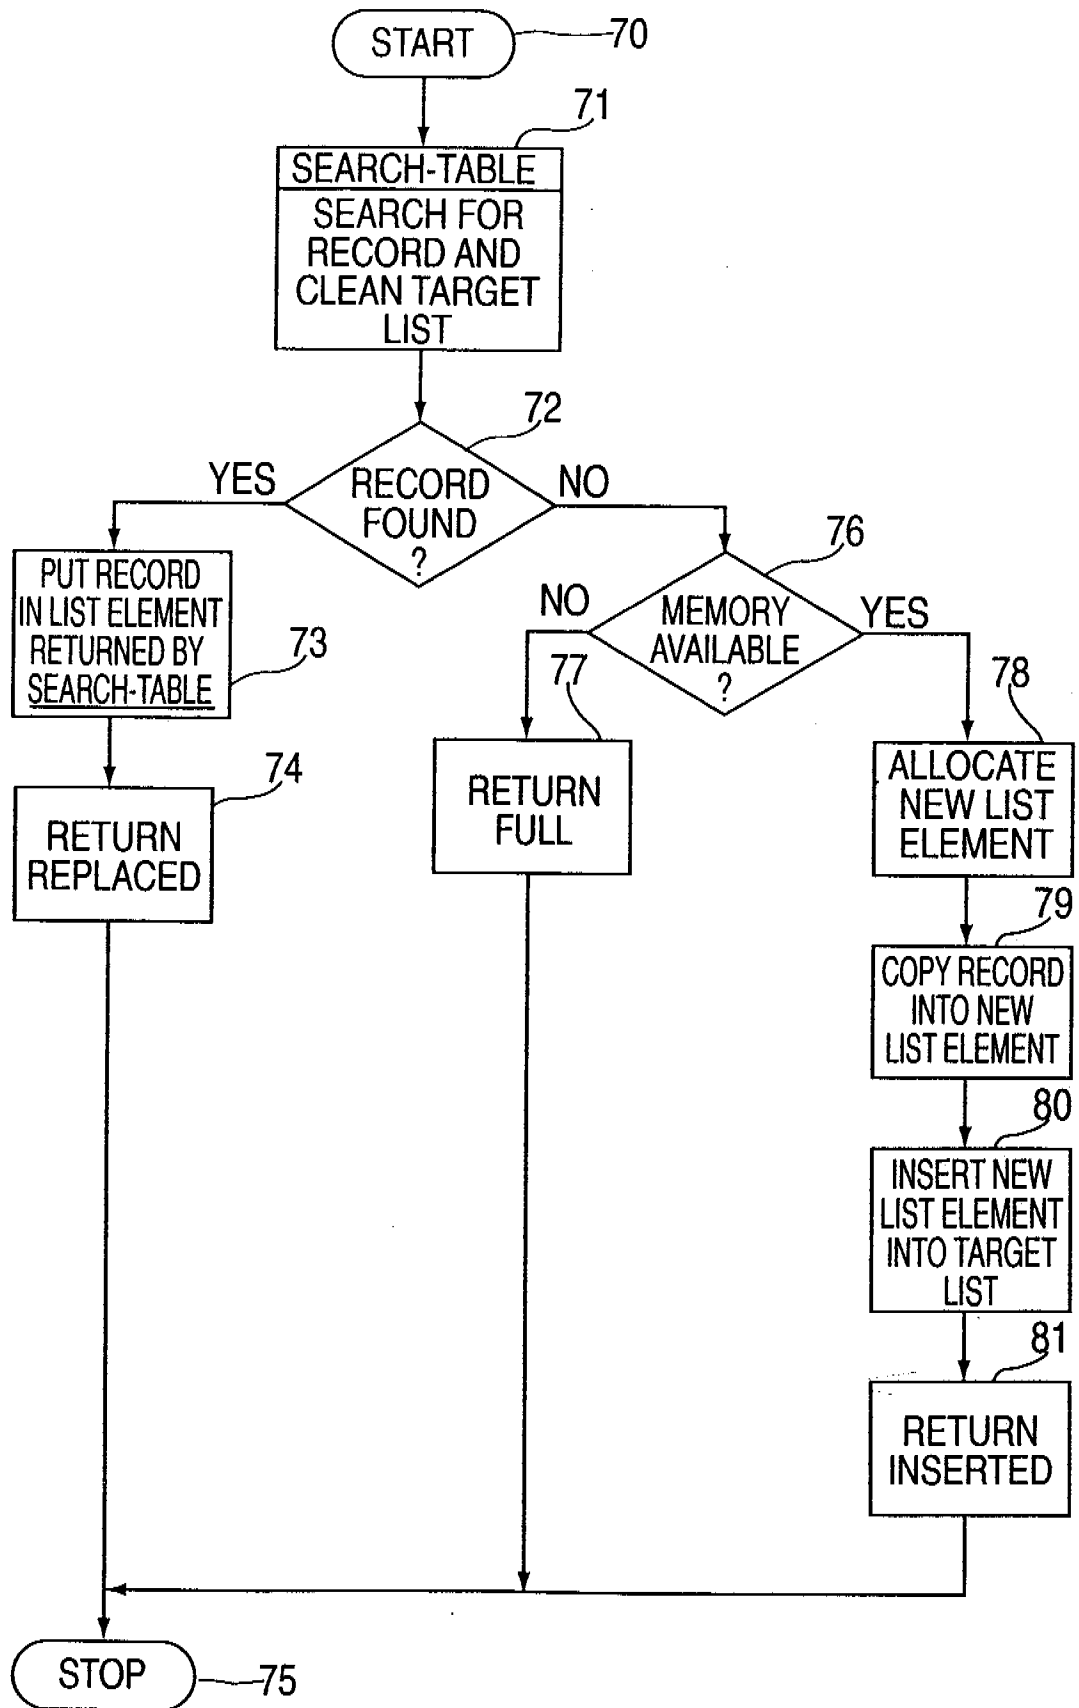 START
70
71
SEARCH-TABLE
SEARCH FOR
RECORD AND
CLEAN TARGET
LIST
72
YES
RECORD
FOUND
?
NO
76
PUT RECORD
IN LIST ELEMENT
RETURNED BY
SEARCH-TABLE
73
NO
MEMORY
AVAILABLE
?
YES
77
78
74
RETURN
REPLACED
RETURN
FULL
ALLOCATE
NEW LIST
ELEMENT
79
COPY RECORD
INTO NEW
LIST ELEMENT
80
INSERT NEW
LIST ELEMENT
INTO TARGET
LIST
81
RETURN
INSERTED
STOP
75